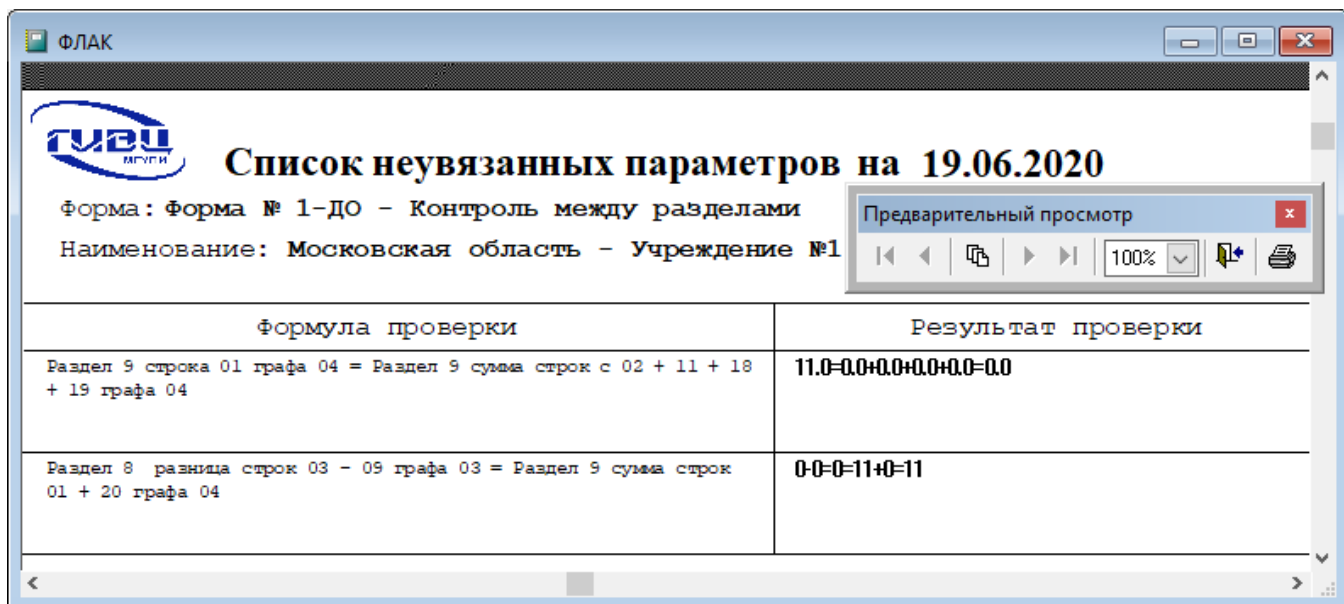 ФЛАК
ГИВЦ
МГУПИ
Список неувязанных параметров на 19.06.2020
Форма: Форма № 1-ДО - Контроль между разделами
Наименование: Московская область - Учреждение №1
Предварительный просмотр
100%
Формула проверки
Результат проверки
Раздел 9 строка 01 графа 04 = Раздел 9 сумма строк с 02 + 11 + 18
+ 19 графа 04
11.0=0.0+0.0+0.0+0.0=0.0
Раздел 8 разница строк 03 - 09 графа 03 = Раздел 9 сумма строк
01 + 20 графа 04
0-0=0=11+0=11